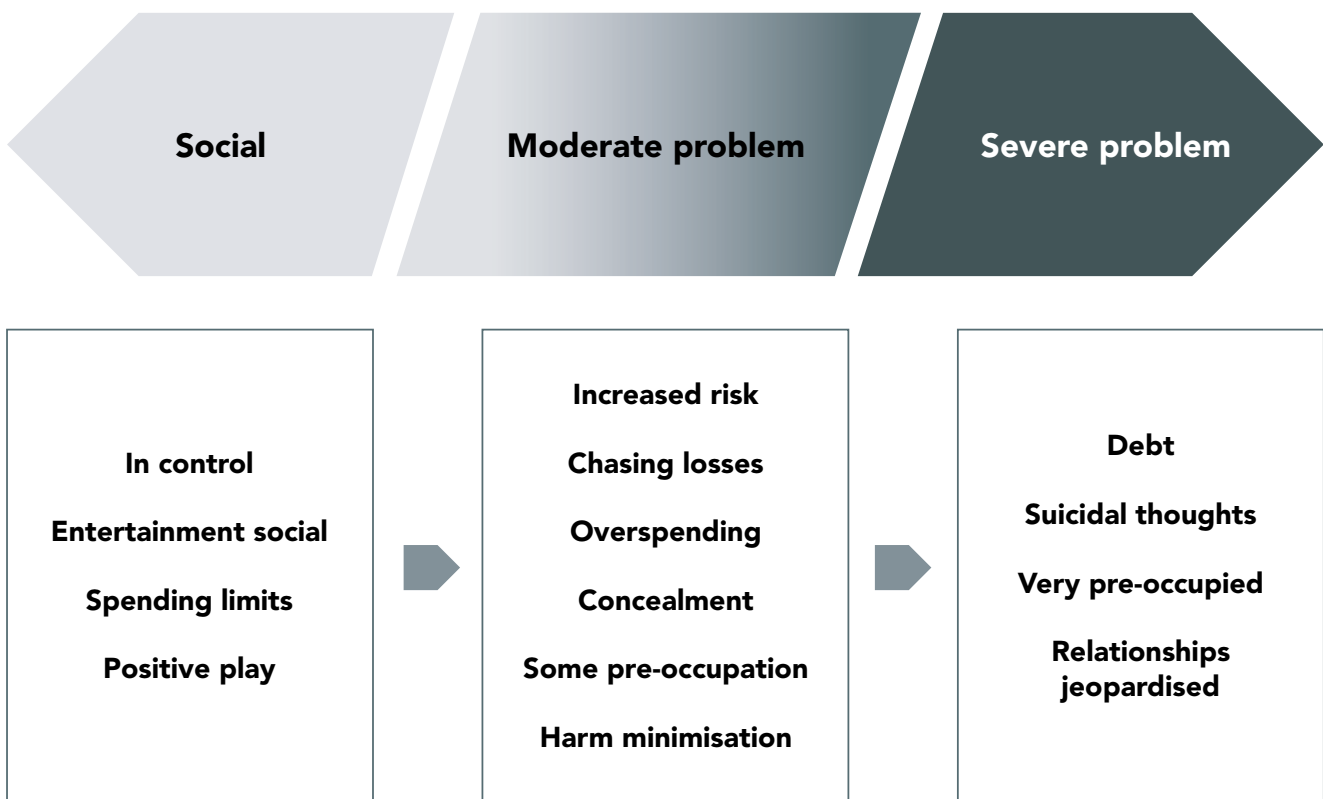 Social
Moderate problem
Severe problem
In control
Entertainment social
Spending limits
Positive play
Increased risk
Chasing losses
Overspending
Concealment
Some pre-occupation
Harm minimisation
Debt
Suicidal thoughts
Very pre-occupied
Relationships
jeopardised